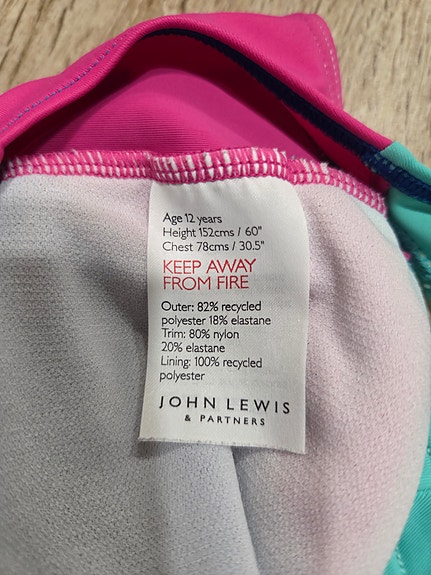 Age 12 years
Height 152cms / 60"
Chest 78cms / 30.5"
KEEP AWAY
FROM FIRE
Outer: 82% recycled
polyester 18% elastane
Trim: 80% nylon
20% elastane
Lining: 100% recycled
polyester
JOHN LEWIS
& PARTNERS